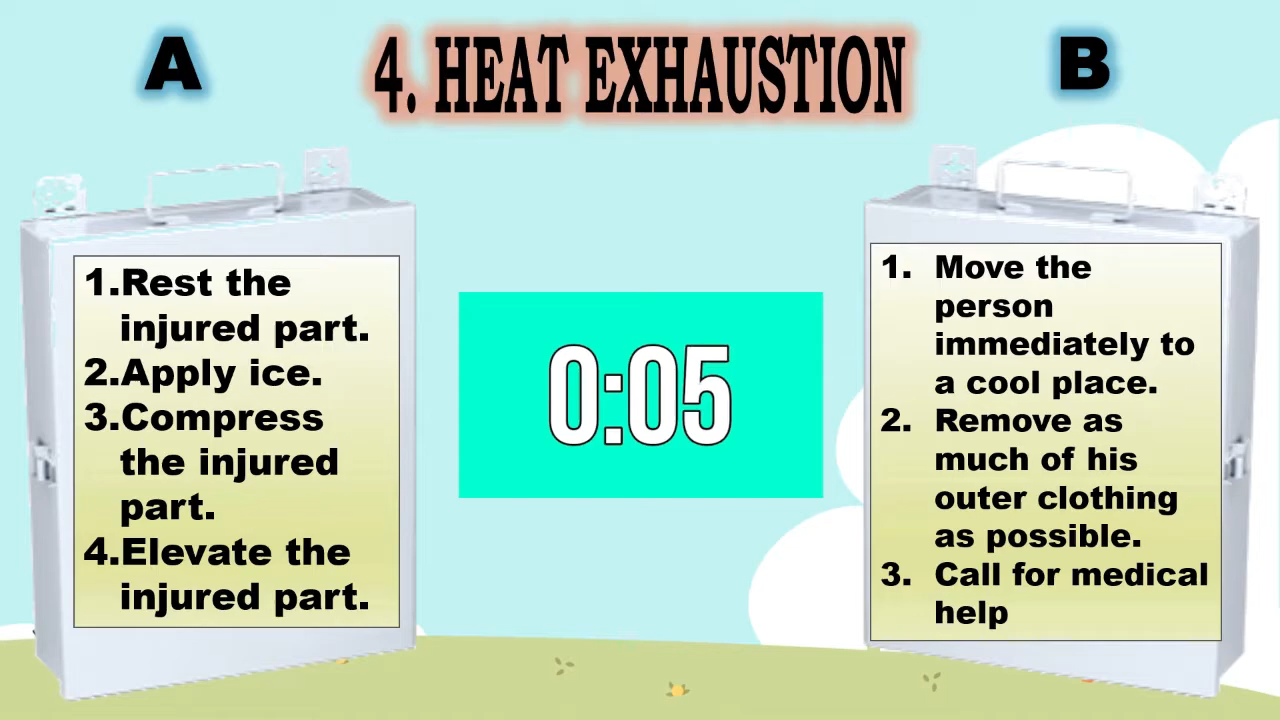 A
4. HEAT EXHAUSTION
B
1.Rest the
injured part.
2.Apply ice.
3.Compress
the injured
part.
4.Elevate the
injured part.
0:05
1. Move the
person
immediately to
a cool place.
2. Remove as
much of his
outer clothing
as possible.
3. Call for medical
help